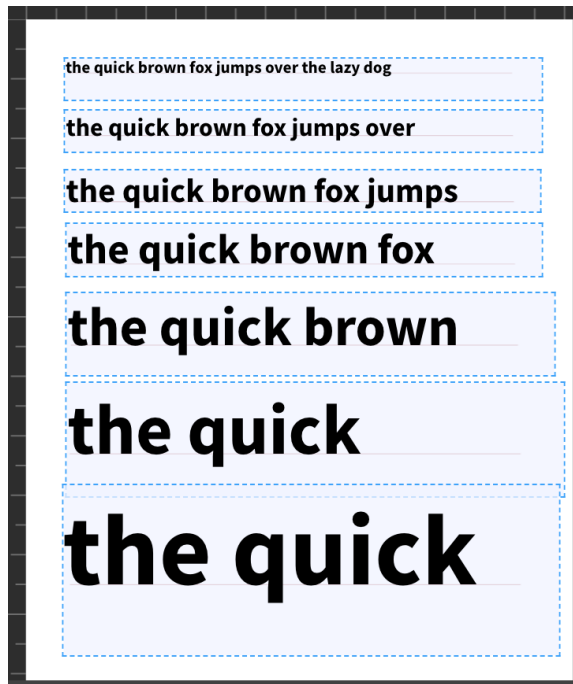 the quick brown fox jumps over the lazy dog
the quick brown fox jumps over
the quick brown fox jumps
the quick brown fox
the quick brown
the quick
the quick